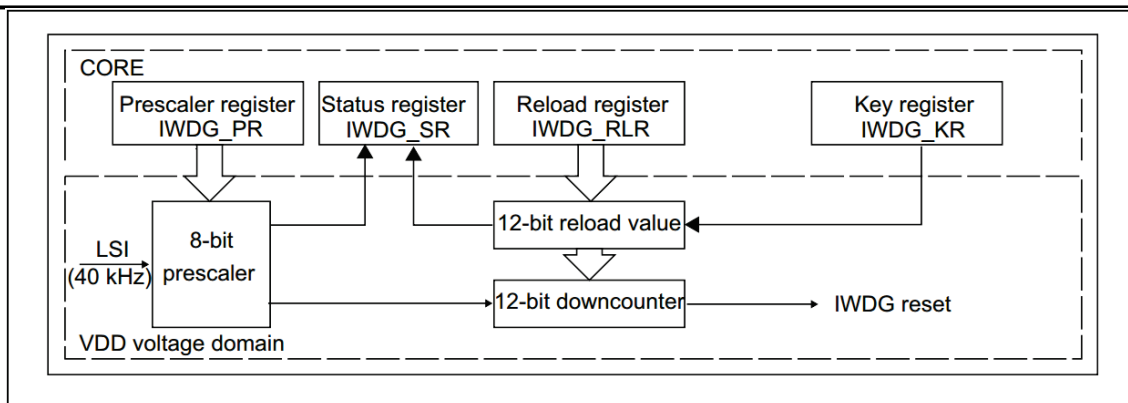 CORE
Prescaler register
IWDG_PR
Status register
IWDG_SR
Reload register
IWDG_RLR
Key register
IWDG_KR
LSI
(40 kHz)
8-bit
prescaler
12-bit reload value
12-bit downcounter
IWDG reset
VDD voltage domain